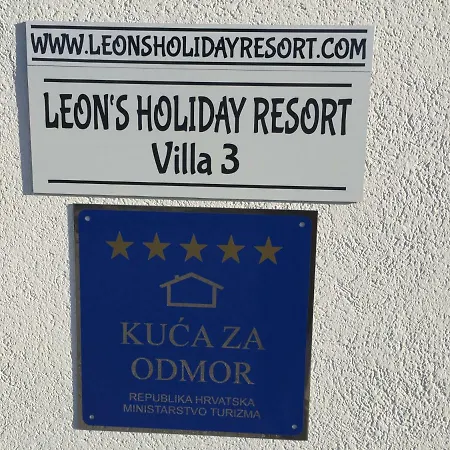 WWW.LEONSHOLIDAYRESORT.COM
LEON'S HOLIDAY RESORT
Villa 3
KUĆA ZA
ODMOR
REPUBLIKA HRVATSKA
MINISTARSTVO TURIZMA